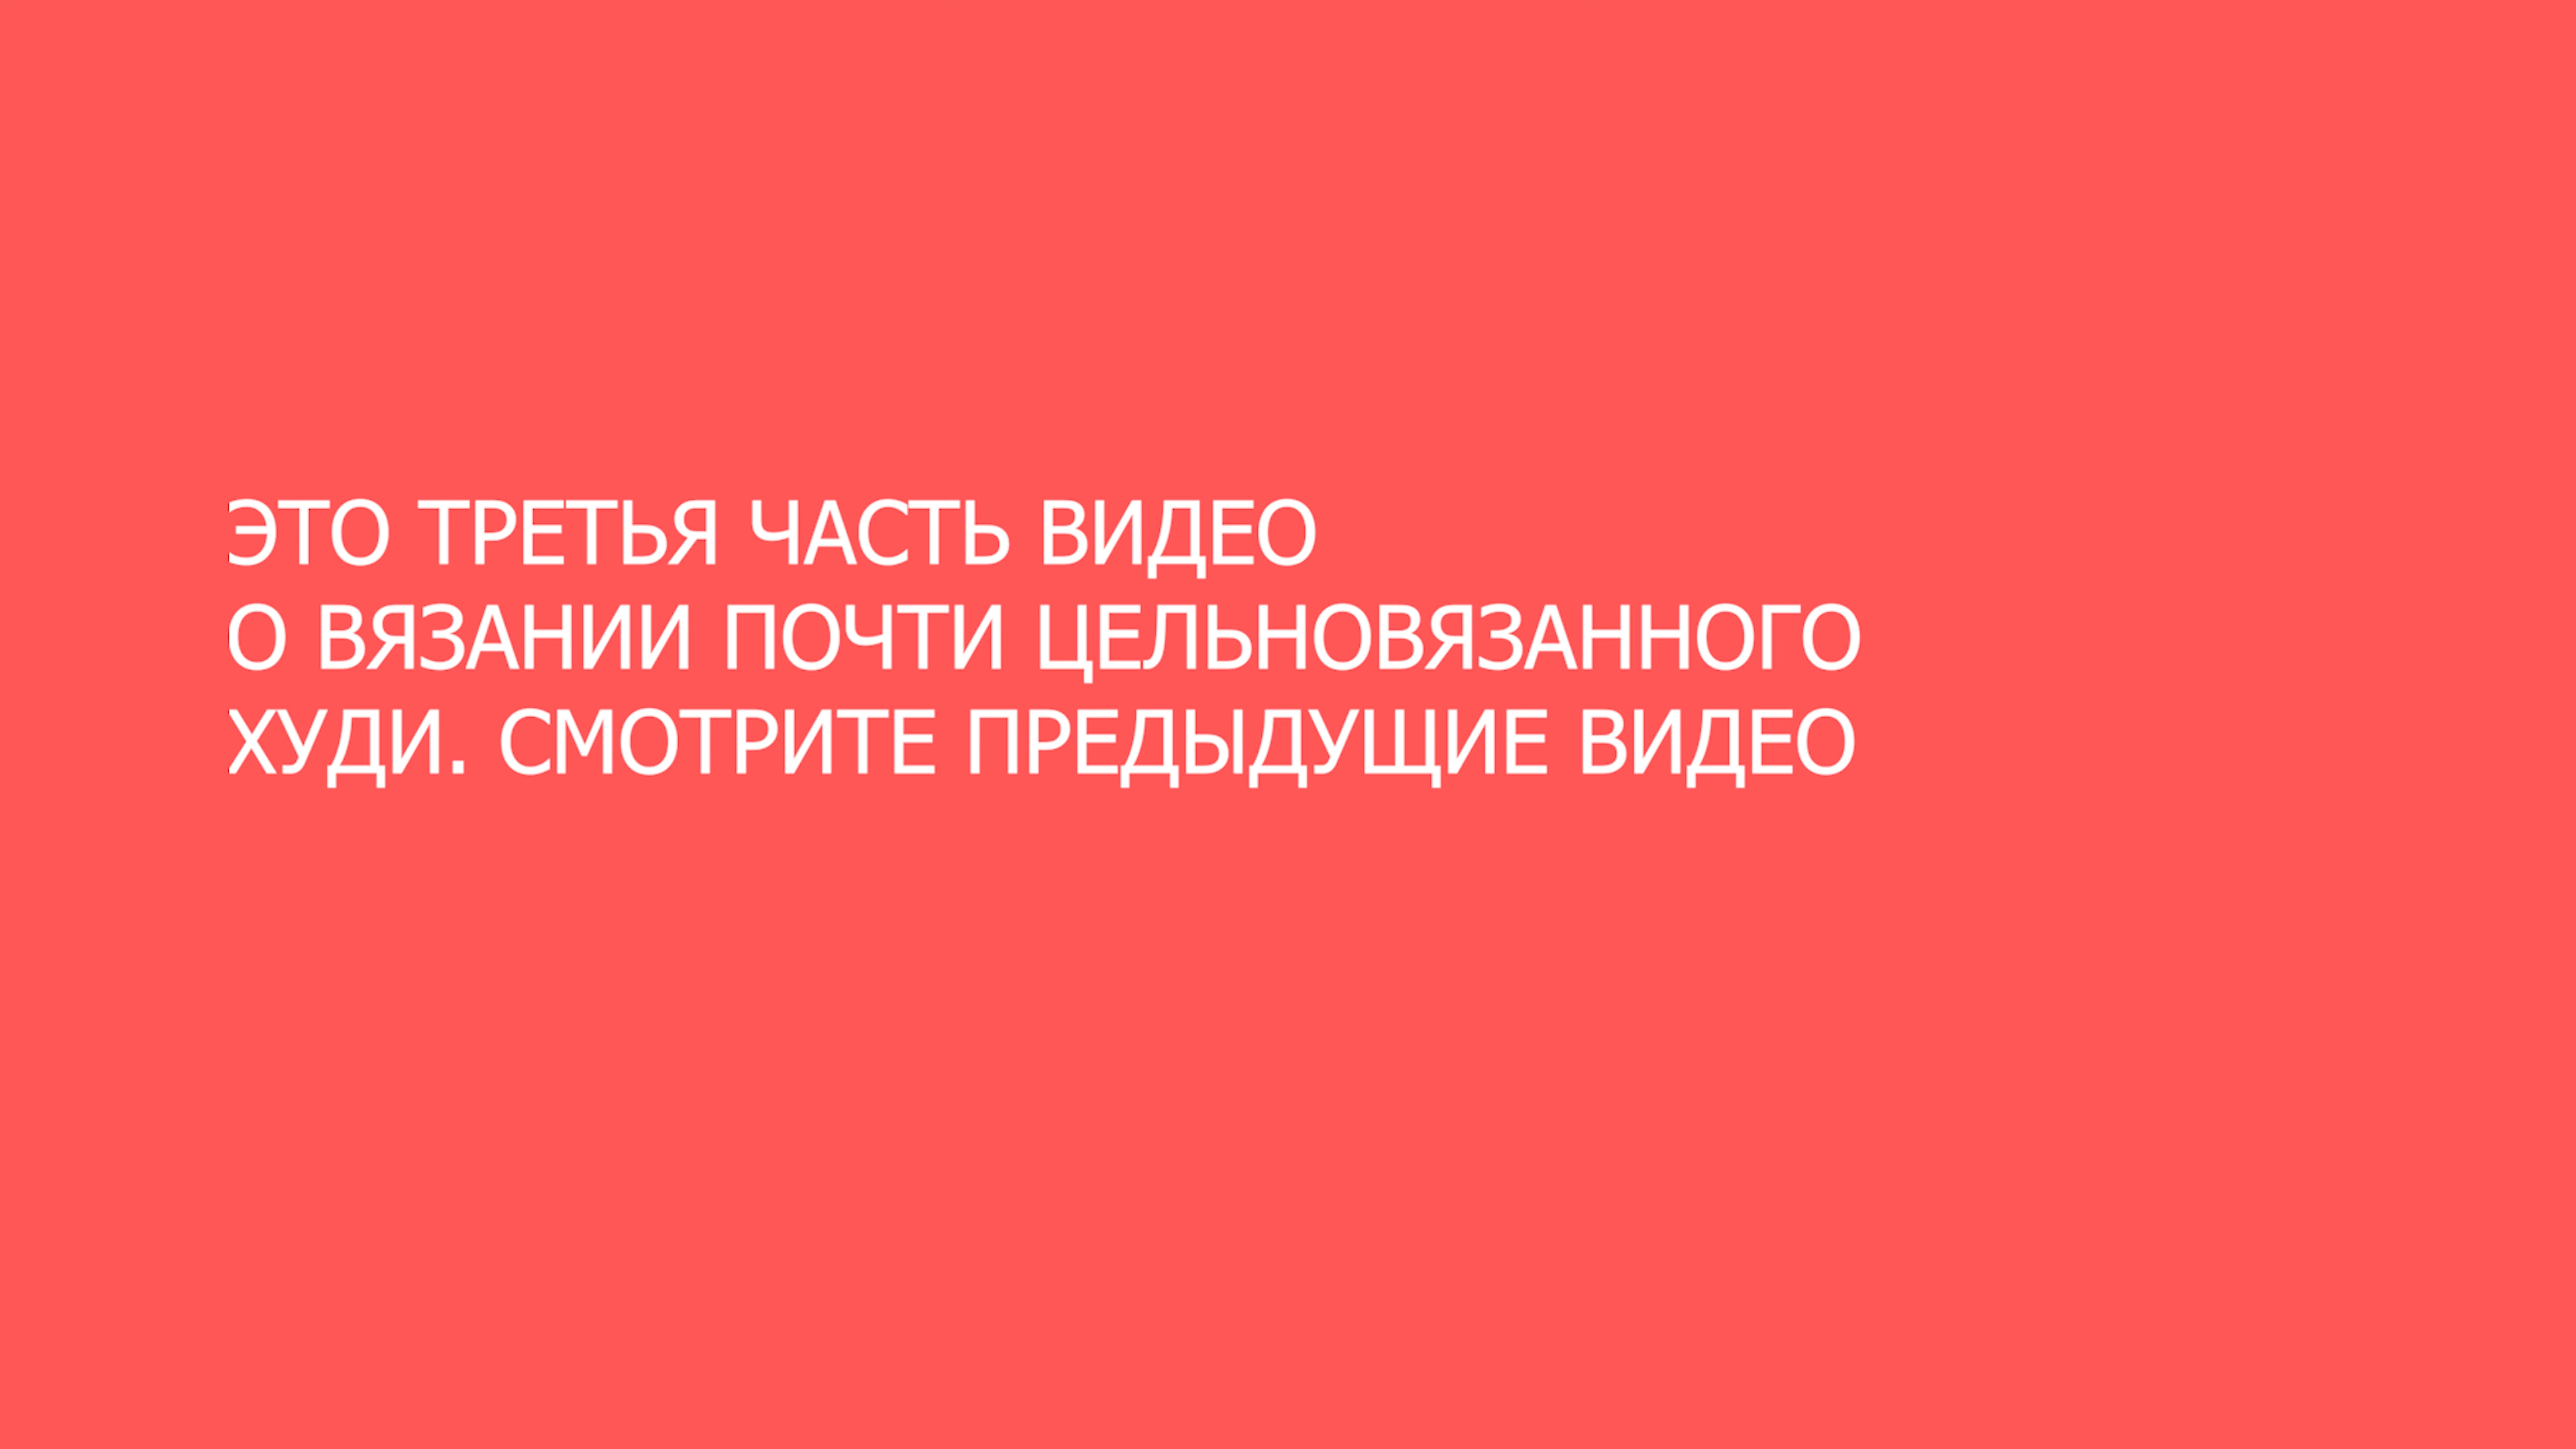 ЭТО ТРЕТЬЯ ЧАСТЬ ВИДЕО
О ВЯЗАНИИ ПОЧТИ ЦЕЛЬНОВЯЗАННОГО
ХУДИ. СМОТРИТЕ ПРЕДЫДУЩИЕ ВИДЕО